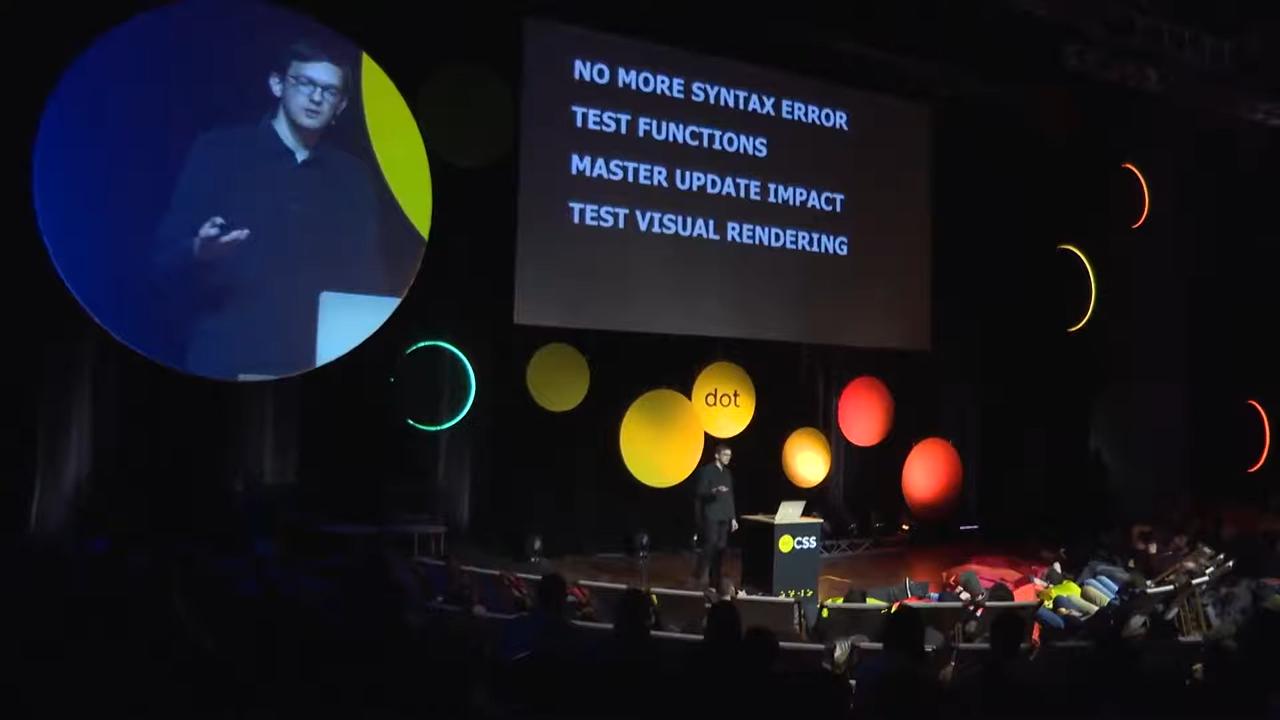 NO MORE SYNTAX ERROR
TEST FUNCTIONS
MASTER UPDATE IMPACT
TEST VISUAL RENDERING
dot
CSS